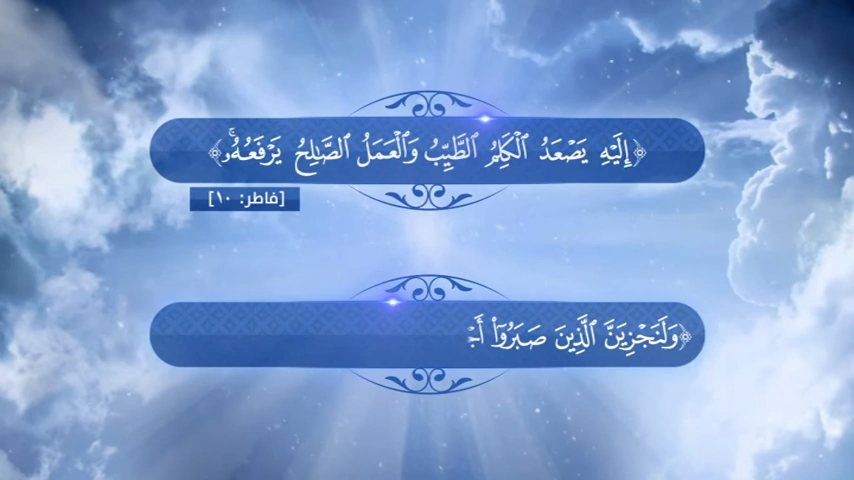 ﴿إِلَيْهِ يَصْعَدُ ٱلْكَلِمُ ٱلطَّيِّبُ وَٱلْعَمَلُ ٱلصَّٰلِحُ يَرْفَعُهُۥۚ﴾
[فاطر: ١٠]
﴿وَلَنَجْزِيَنَّ ٱلَّذِينَ صَبَرُوٓا۟